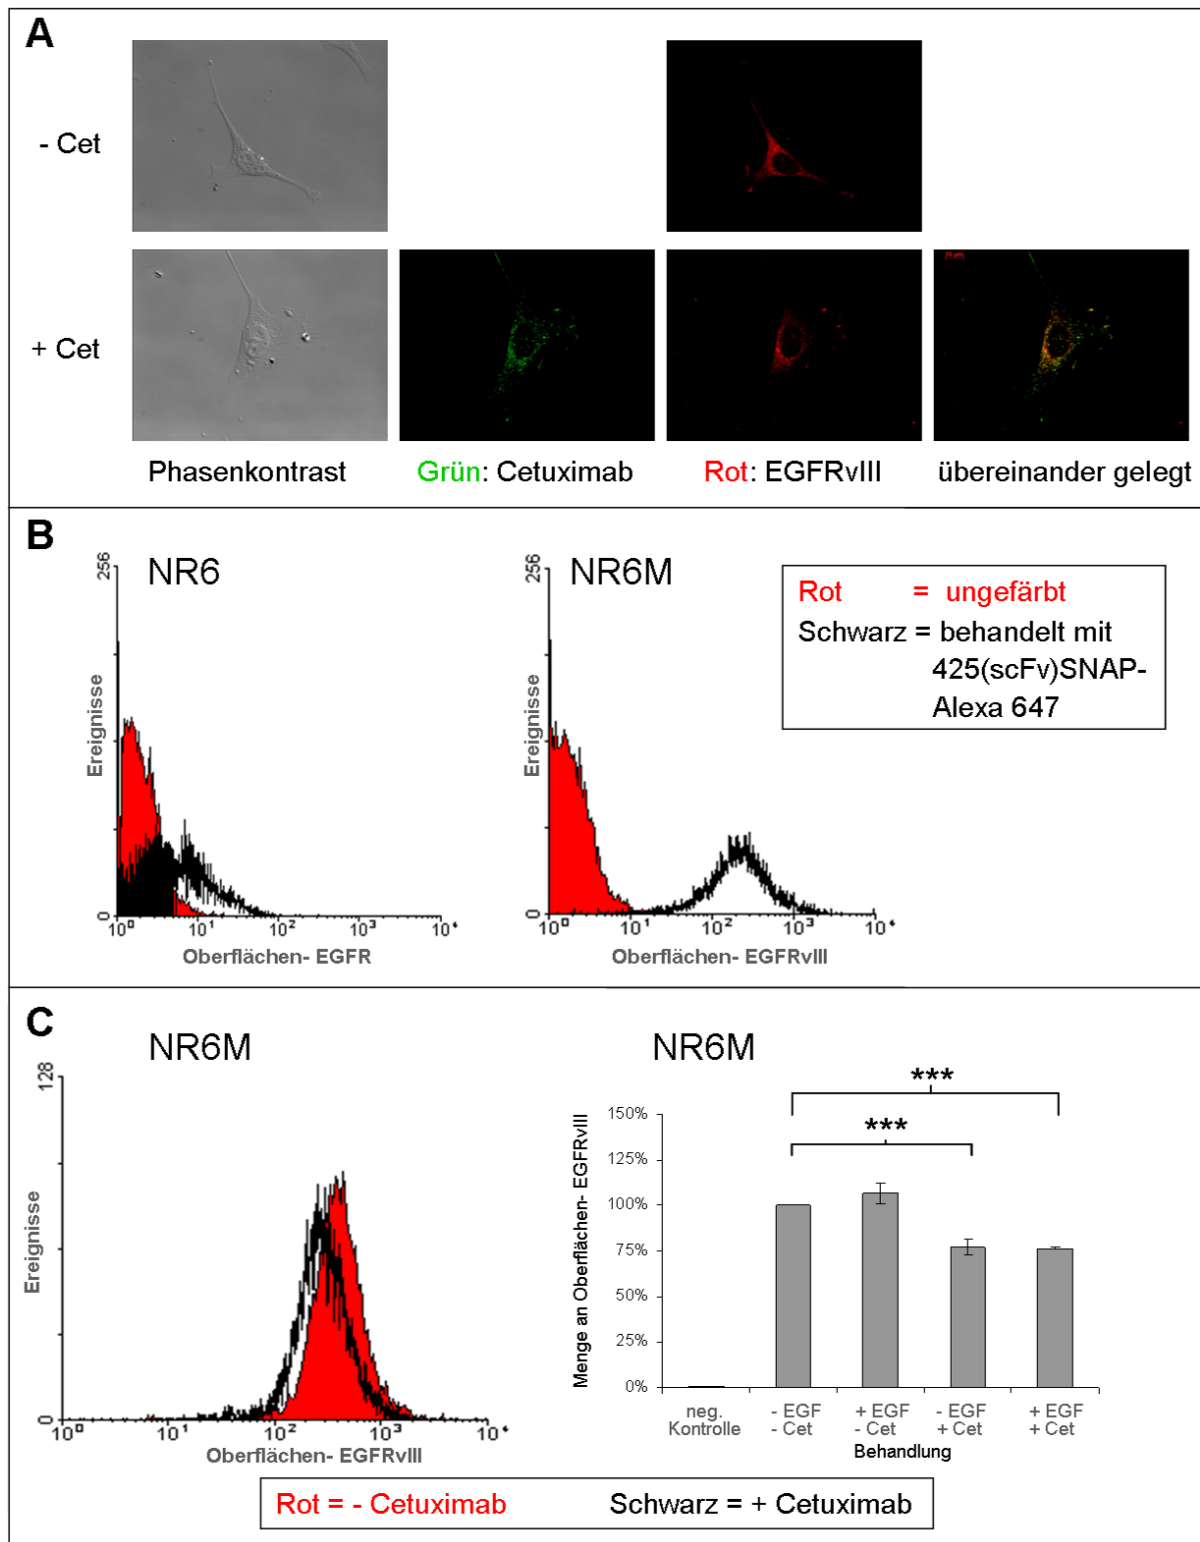 A
- Cet
+ Cet
Phasenkontrast
Grün: Cetuximab
Rot: EGFRvIII
übereinander gelegt
B
NR6
256
Ereignisse
0
10⁰ 10¹ 10² 10³ 10⁴
Oberflächen- EGFR
NR6M
256
Ereignisse
0
10⁰ 10¹ 10² 10³ 10⁴
Oberflächen- EGFRvIII
Rot = ungefärbt
Schwarz = behandelt mit
425(scFv)SNAP-
Alexa 647
C
NR6M
128
Ereignisse
0
10⁰ 10¹ 10² 10³ 10⁴
Oberflächen- EGFRvIII
NR6M
***
***
Menge an Oberflächen- EGFRvIII
150%
125%
100%
75%
50%
25%
0%
neg. - EGF + EGF - EGF + EGF
Kontrolle - Cet - Cet + Cet + Cet
Behandlung
Rot = - Cetuximab Schwarz = + Cetuximab